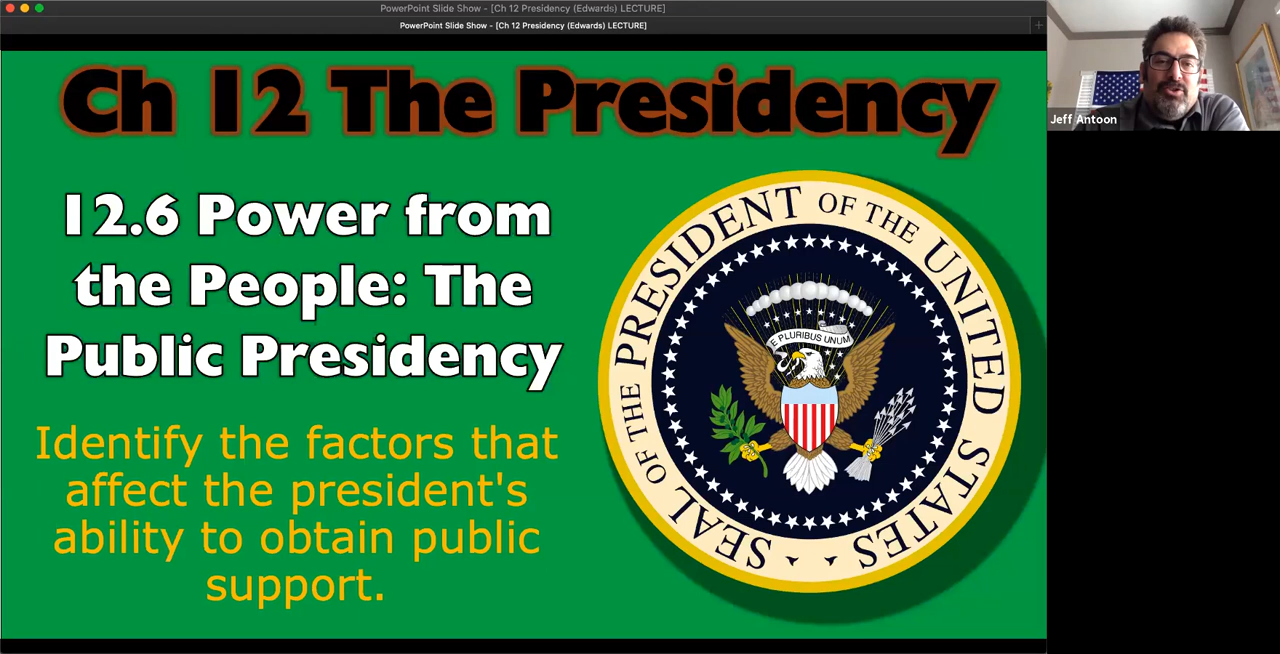 PowerPoint Slide Show - [Ch 12 Presidency (Edwards) LECTURE]
PowerPoint Slide Show - [Ch 12 Presidency (Edwards) LECTURE]
Ch 12 The Presidency
12.6 Power from
the People: The
Public Presidency
Identify the factors that
affect the president's
ability to obtain public
support.
SEAL OF THE PRESIDENT OF THE UNITED STATES
E PLURIBUS UNUM
Jeff Antoon